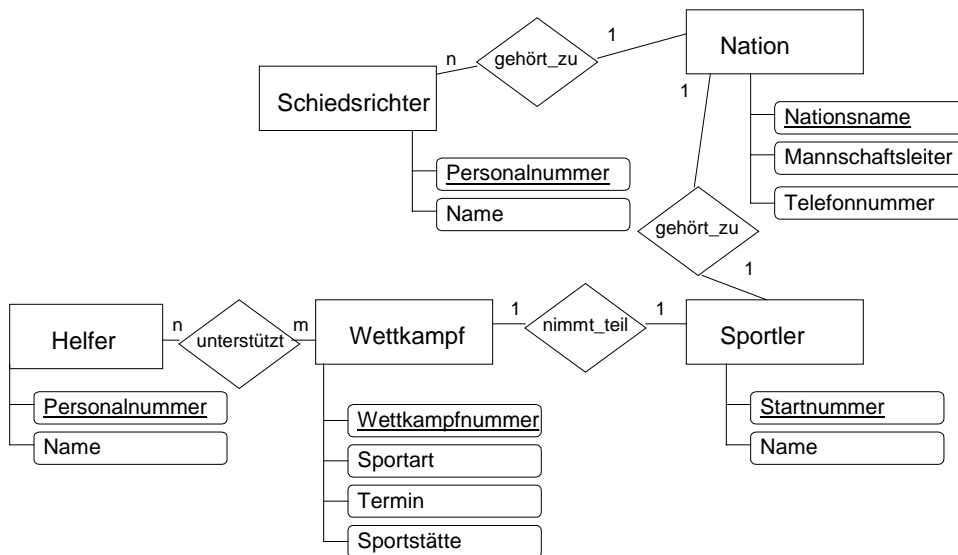 n
gehört_zu
1
Nation
Schiedsrichter
1
Nationsname
Mannschaftsleiter
Telefonnummer
Personalnummer
Name
gehört_zu
1
Helfer
n
unterstützt
m
Wettkampf
1
nimmt_teil
1
Sportler
Personalnummer
Name
Wettkampfnummer
Sportart
Termin
Sportstätte
Startnummer
Name